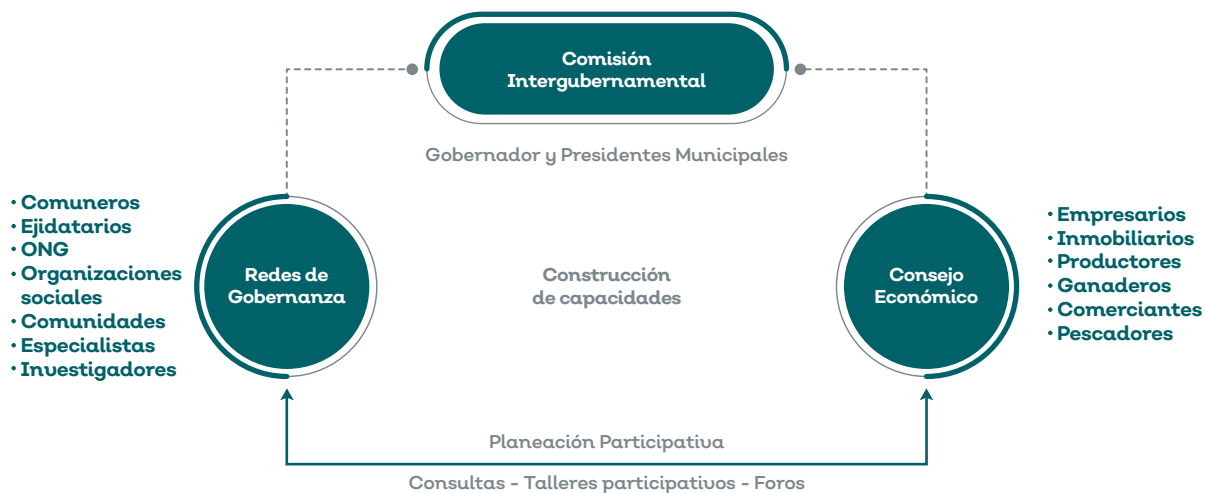 Comisión
Intergubernamental
Gobernador y Presidentes Municipales
• Comuneros
• Ejidatarios
• ONG
• Organizaciones
sociales
• Comunidades
• Especialistas
• Investigadores
Redes de
Gobernanza
Construcción
de capacidades
Consejo
Económico
• Empresarios
• Inmobiliarios
• Productores
• Ganaderos
• Comerciantes
• Pescadores
Planeación Participativa
Consultas - Talleres participativos - Foros